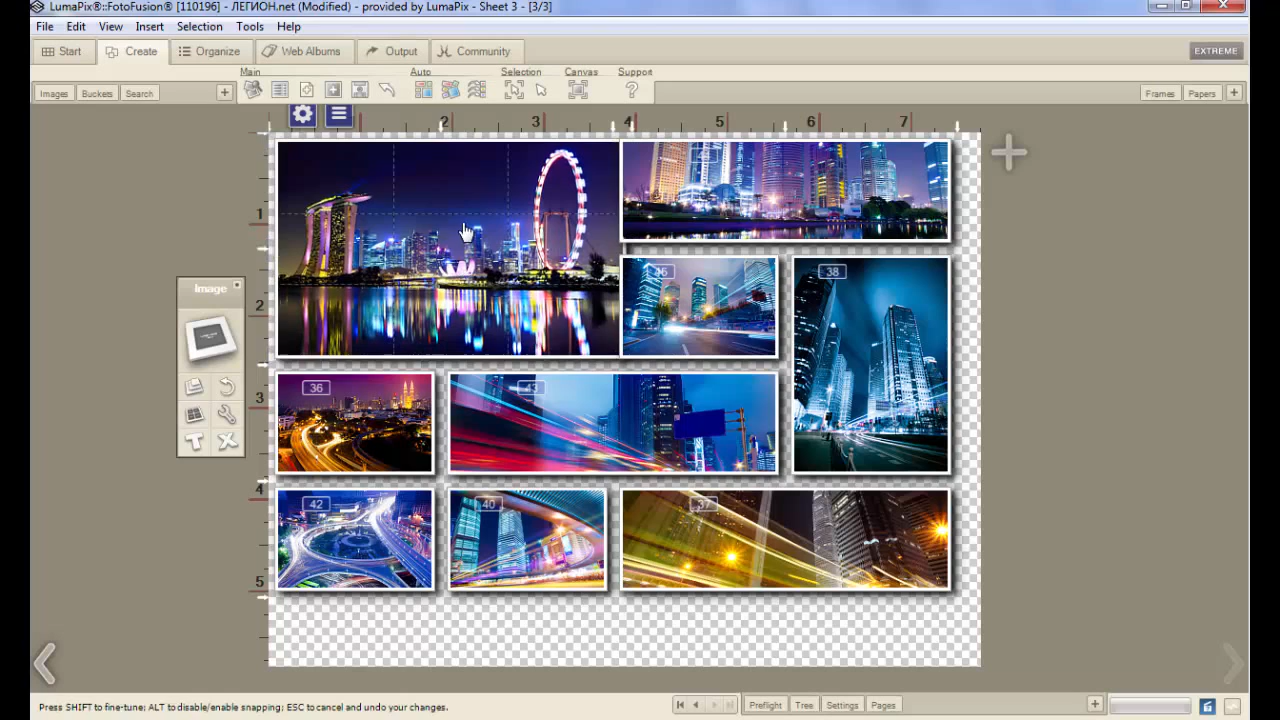 LumaPix®::FotoFusion® [110196] - ЛЕГИОН.net (Modified) - provided by LumaPix - Sheet 3 - [3/3]
File Edit View Insert Selection Tools Help
Start Create Organize Web Albums Output Community EXTREME
Main Auto Selection Canvas Support
Images Buckets Search + Frames Papers +
2 3 4 5 6 7
1
2
3
4
5
Image
46 38
36 43
42 40 37
Press SHIFT to fine-tune; ALT to disable/enable snapping; ESC to cancel and undo your changes.
Preflight Tree Settings Pages +